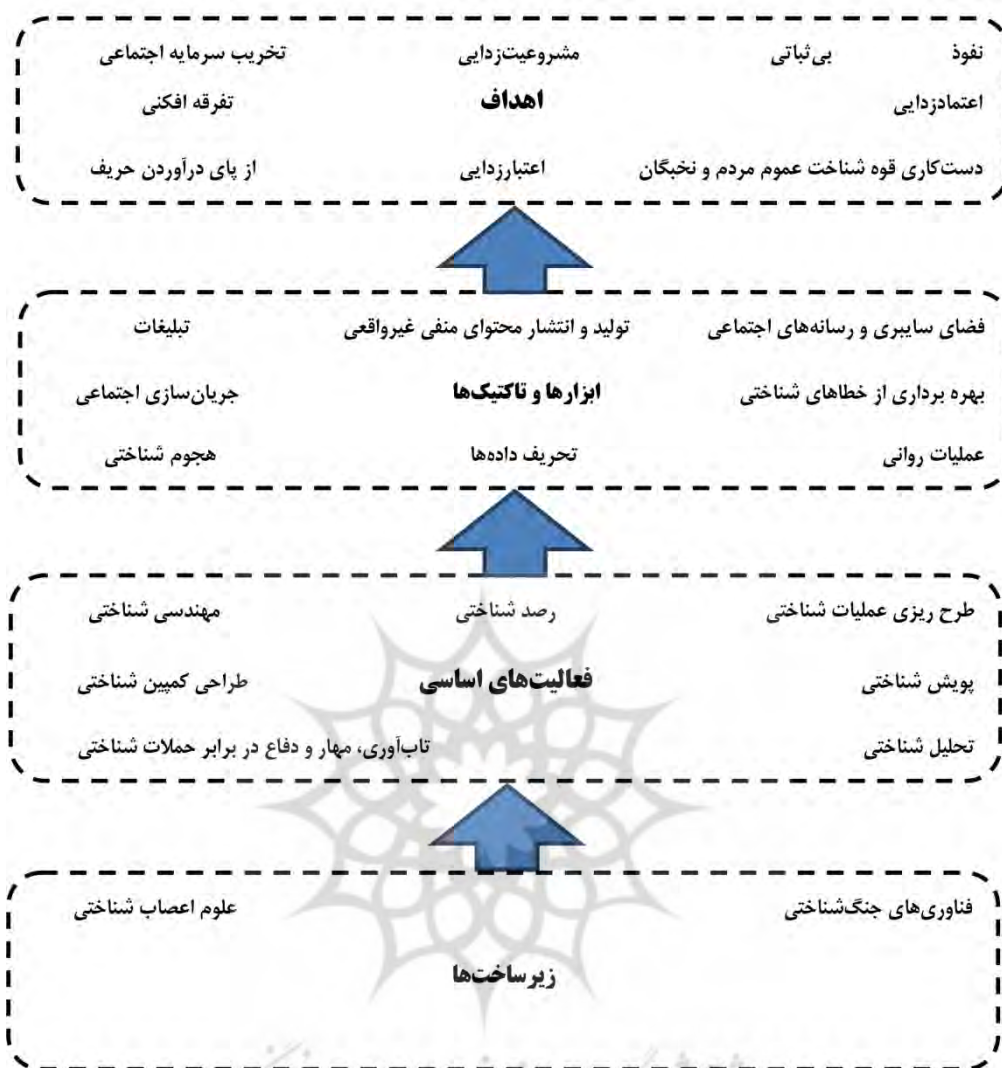 نفوذ بی‌ثباتی مشروعیت‌زدایی تخریب سرمایه اجتماعی
اعتمادزدایی اهداف تفرقه افکنی
دست‌کاری قوه شناخت عموم مردم و نخبگان اعتبارزدایی از پای درآوردن حریف
فضای سایبری و رسانه‌های اجتماعی تولید و انتشار محتوای منفی غیرواقعی تبلیغات
بهره برداری از خطاهای شناختی ابزارها و تاکتیک‌ها جریان‌سازی اجتماعی
عملیات روانی تحریف داده‌ها هجوم شناختی
طرح ریزی عملیات شناختی رصد شناختی مهندسی شناختی
پویش شناختی فعالیت‌های اساسی طراحی کمپین شناختی
تحلیل شناختی تاب‌آوری، مهار و دفاع در برابر حملات شناختی
فناوری‌های جنگ‌شناختی علوم اعصاب شناختی
زیرساخت‌ها